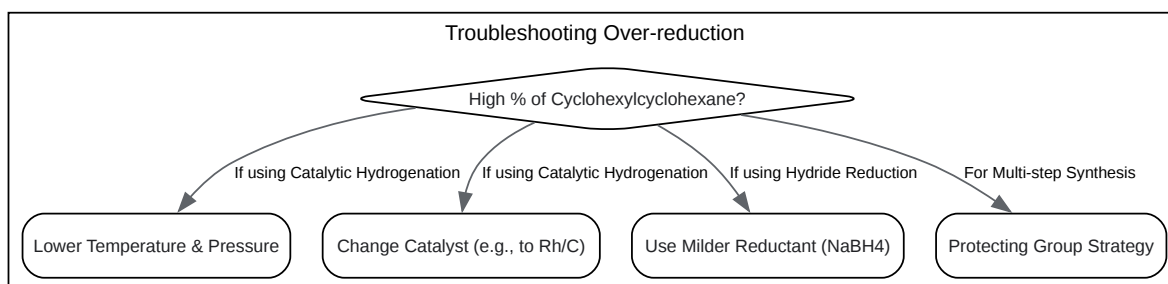 Troubleshooting Over-reduction
High % of Cyclohexylcyclohexane?
If using Catalytic Hydrogenation
If using Catalytic Hydrogenation
If using Hydride Reduction
For Multi-step Synthesis
Lower Temperature & Pressure
Change Catalyst (e.g., to Rh/C)
Use Milder Reductant (NaBH4)
Protecting Group Strategy